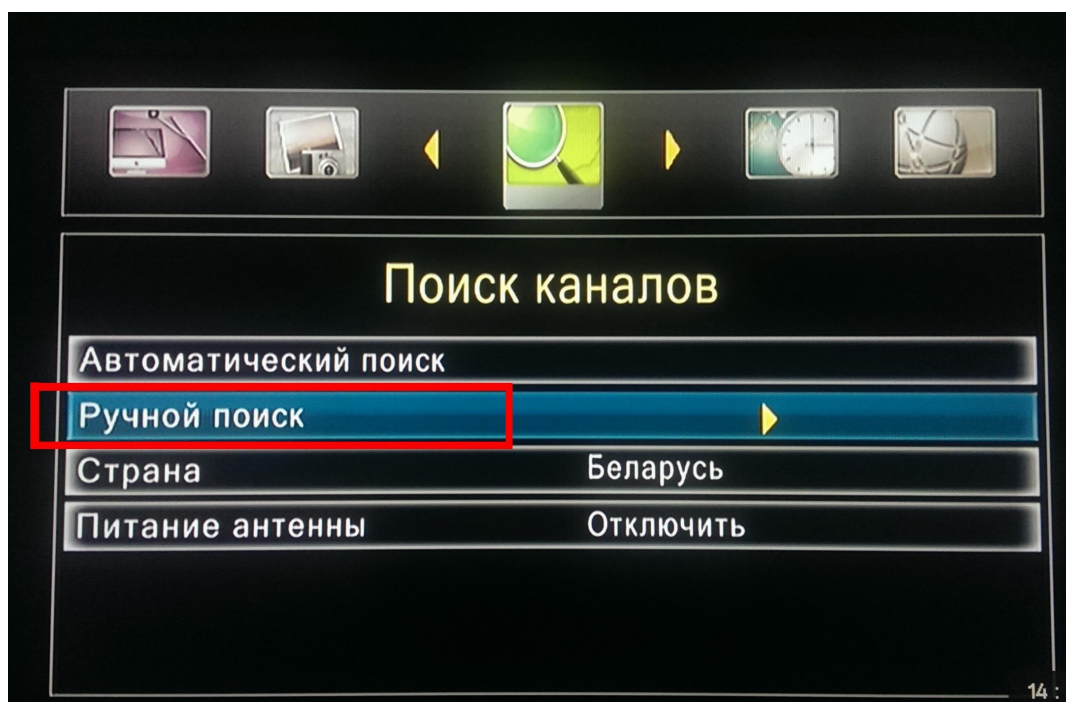 Поиск каналов
Автоматический поиск
Ручной поиск
Страна Беларусь
Питание антенны Отключить
14: